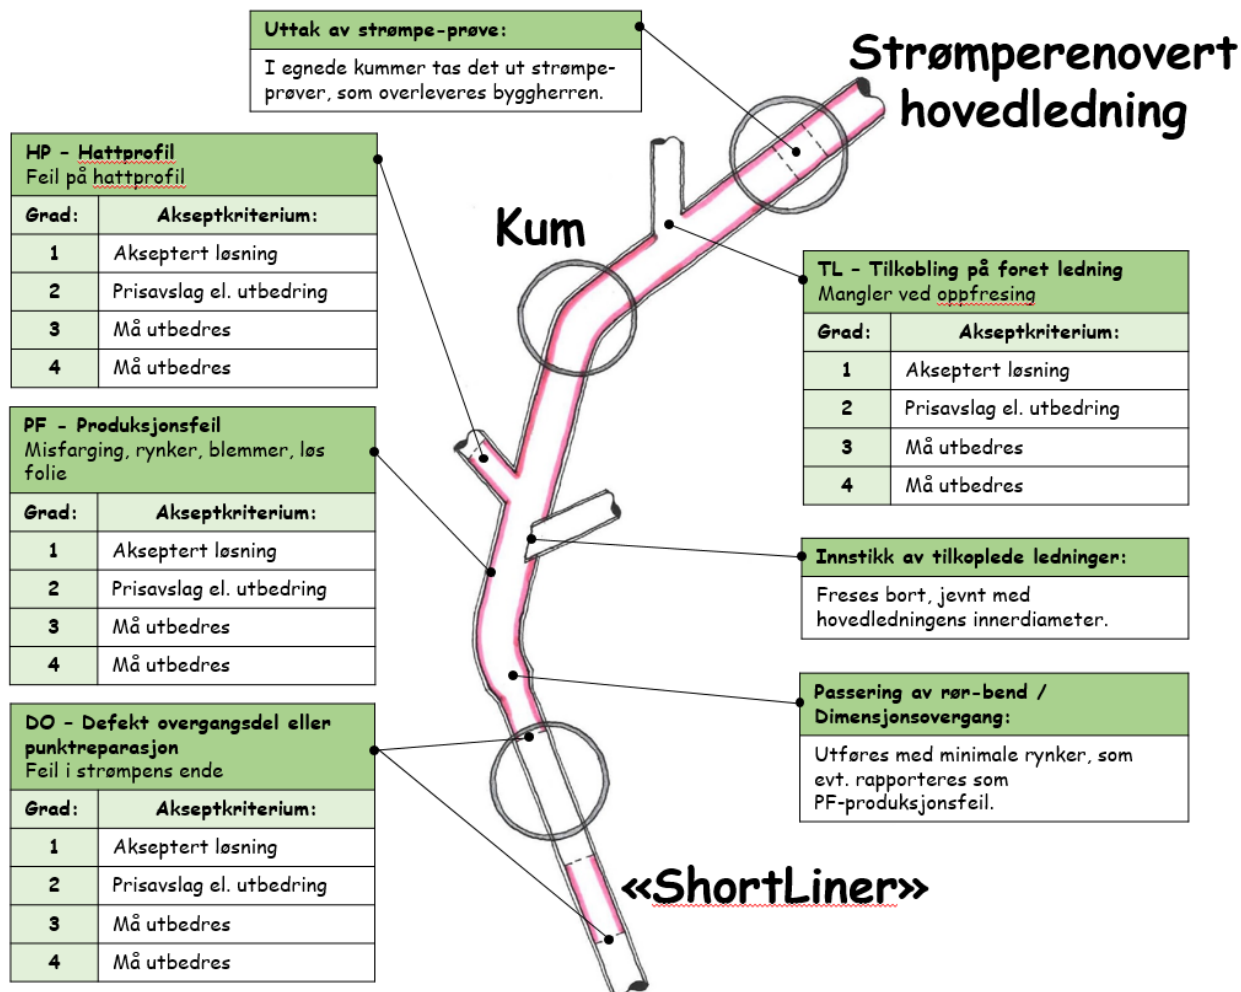 Uttak av strømpe-prøve:
I egnede kummer tas det ut strømpe-
prøver, som overleveres byggherren.
Strømperenovert
hovedledning
HP - Hattprofil
Feil på hattprofil
Grad: Akseptkriterium:
1 Akseptert løsning
2 Prisavslag el. utbedring
3 Må utbedres
4 Må utbedres
Kum
TL - Tilkobling på foret ledning
Mangler ved oppfresing
Grad: Akseptkriterium:
1 Akseptert løsning
2 Prisavslag el. utbedring
3 Må utbedres
4 Må utbedres
PF - Produksjonsfeil
Misfarging, rynker, blemmer, løs
folie
Grad: Akseptkriterium:
1 Akseptert løsning
2 Prisavslag el. utbedring
3 Må utbedres
4 Må utbedres
Innstikk av tilkoplede ledninger:
Freses bort, jevnt med
hovedledningens innerdiameter.
Passering av rør-bend /
Dimensjonsovergang:
Utføres med minimale rynker, som
evt. rapporteres som
PF-produksjonsfeil.
DO - Defekt overgangsdel eller
punktreparasjon
Feil i strømpens ende
Grad: Akseptkriterium:
1 Akseptert løsning
2 Prisavslag el. utbedring
3 Må utbedres
4 Må utbedres
«ShortLiner»